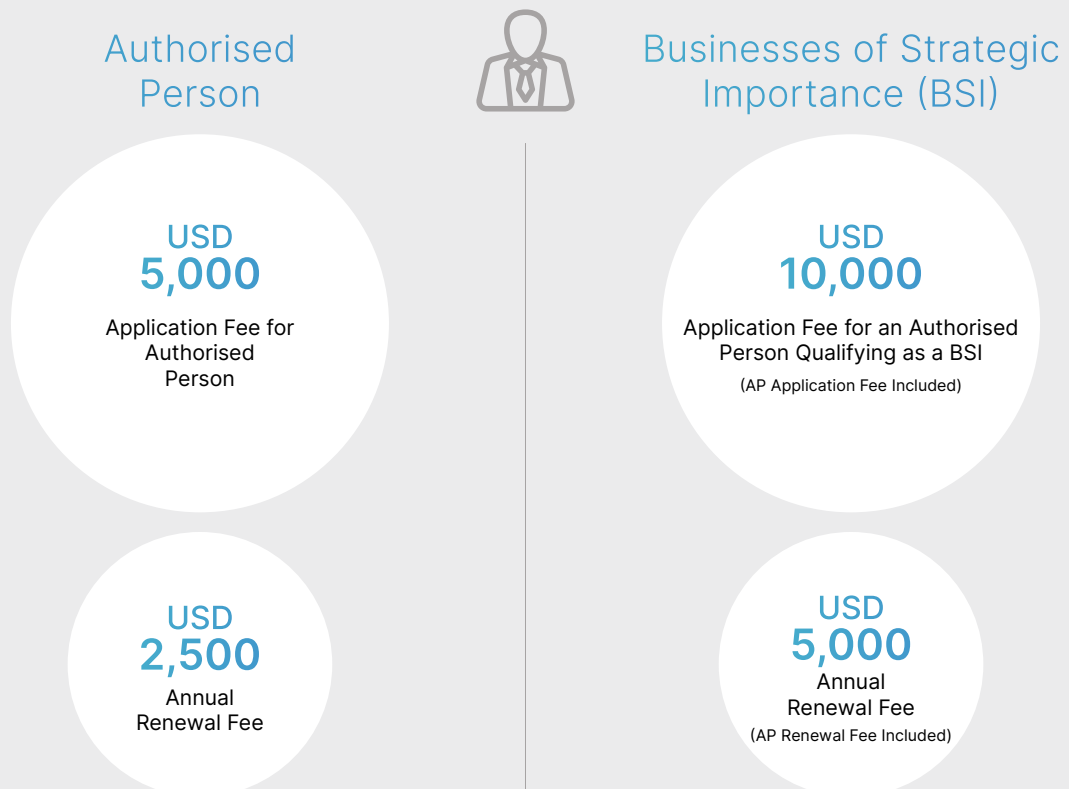 Authorised
Person
USD
5,000
Application Fee for
Authorised
Person
USD
2,500
Annual
Renewal Fee
Businesses of Strategic
Importance (BSI)
USD
10,000
Application Fee for an Authorised
Person Qualifying as a BSI
(AP Application Fee Included)
USD
5,000
Annual
Renewal Fee
(AP Renewal Fee Included)